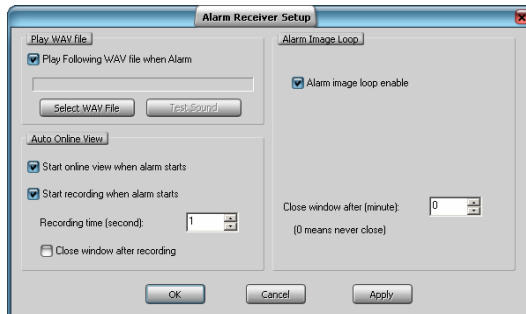 Alarm Receiver Setup
Play WAV file
Play Following WAV file when Alarm
Select WAV File
Test Sound
Auto Online View
Start online view when alarm starts
Start recording when alarm starts
Recording time (second):
1
Close window after recording
Alarm Image Loop
Alarm image loop enable
Close window after (minute):
0
(0 means never close)
OK
Cancel
Apply